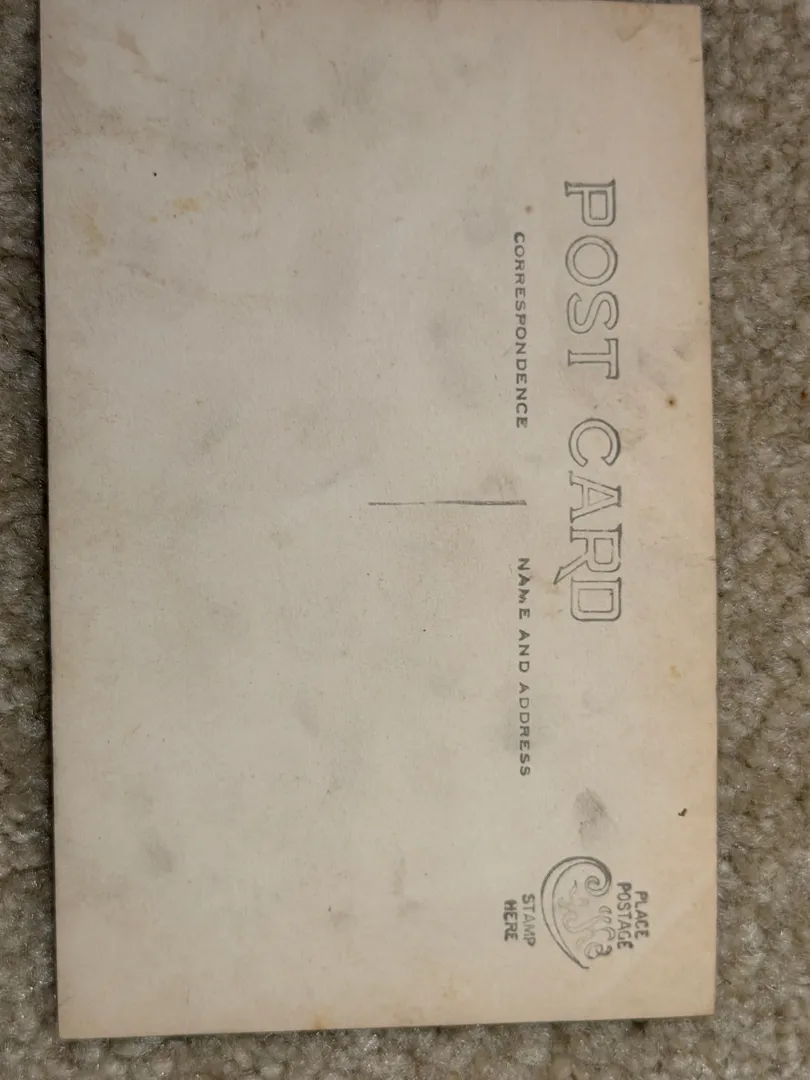 POST CARD
CORRESPONDENCE
NAME AND ADDRESS
PLACE
POSTAGE
STAMP
HERE